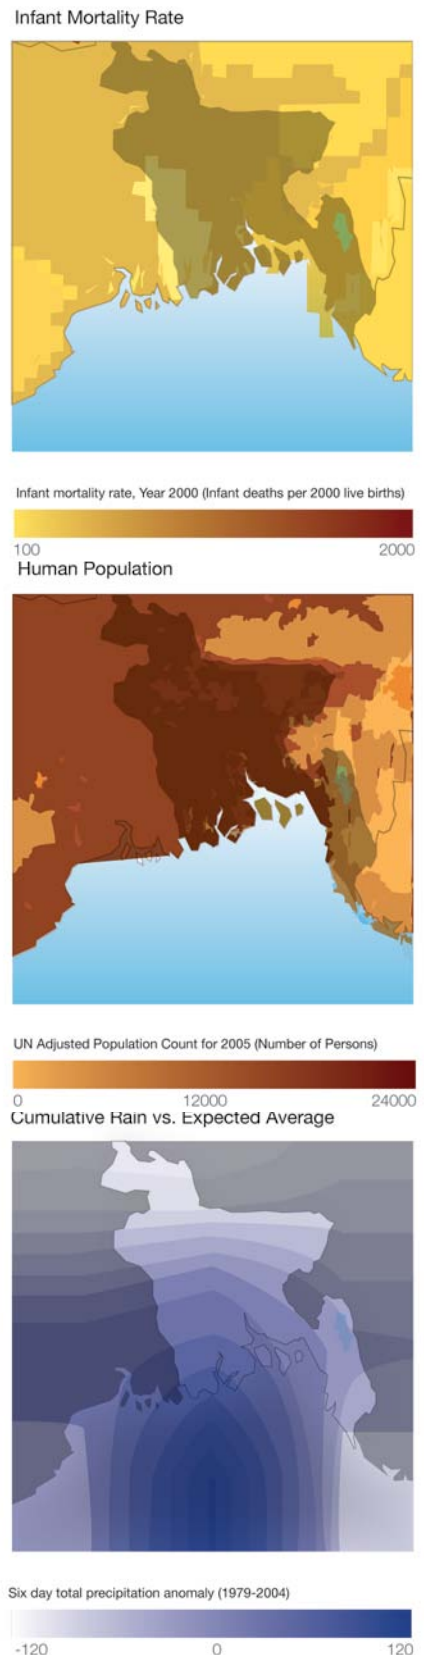 Infant Mortality Rate
Infant mortality rate, Year 2000 (Infant deaths per 2000 live births)
100 2000
Human Population
UN Adjusted Population Count for 2005 (Number of Persons)
0 12000 24000
Cumulative Rain vs. Expected Average
Six day total precipitation anomaly (1979-2004)
-120 0 120